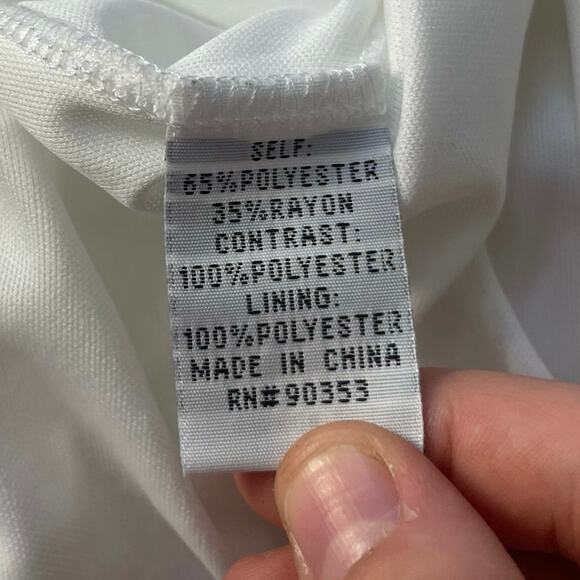 SELF:
65%POLYESTER
35%RAYON
CONTRAST:
100%POLYESTER
LINING:
100%POLYESTER
MADE IN CHINA
RN#90353